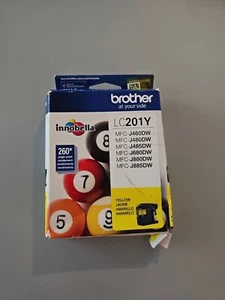 brother
at your side
LC201Y
innobella
MFC-J460DW
MFC-J480DW
MFC-J485DW
MFC-J680DW
MFC-J880DW
MFC-J885DW
260*
8
7
5
9
YELLOW
JAUNE
AMARILLO
AMARELO